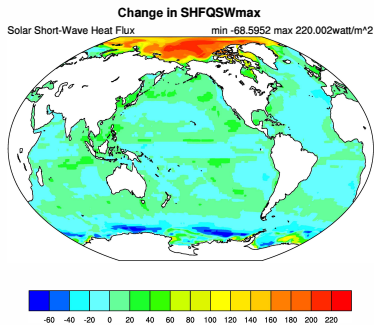 Change in SHFQSWmax
Solar Short-Wave Heat Flux min -68.5952 max 220.002watt/m^2
-60 -40 -20 0 20 40 60 80 100 120 140 160 180 200 220